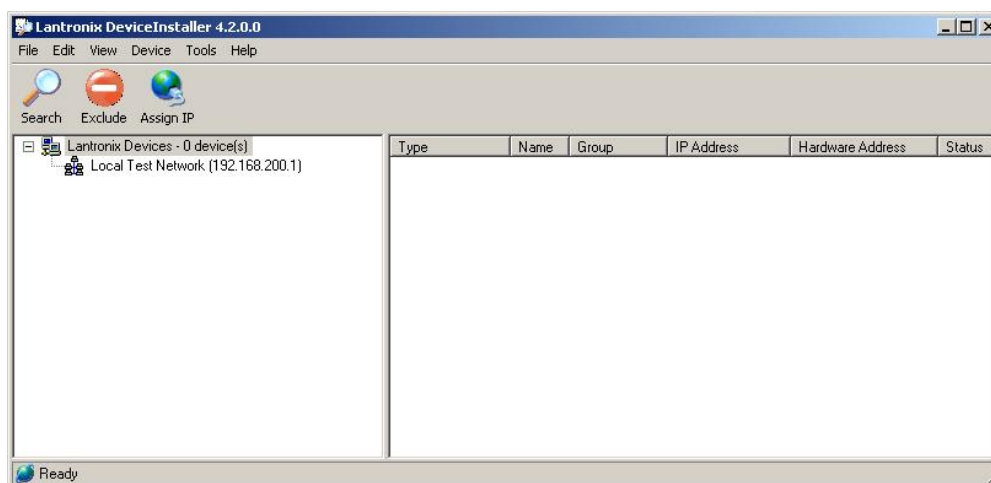 Lantronix DeviceInstaller 4.2.0.0
File Edit View Device Tools Help
Search Exclude Assign IP
Lantronix Devices - 0 device(s)
Local Test Network (192.168.200.1)
Type Name Group IP Address Hardware Address Status
Ready